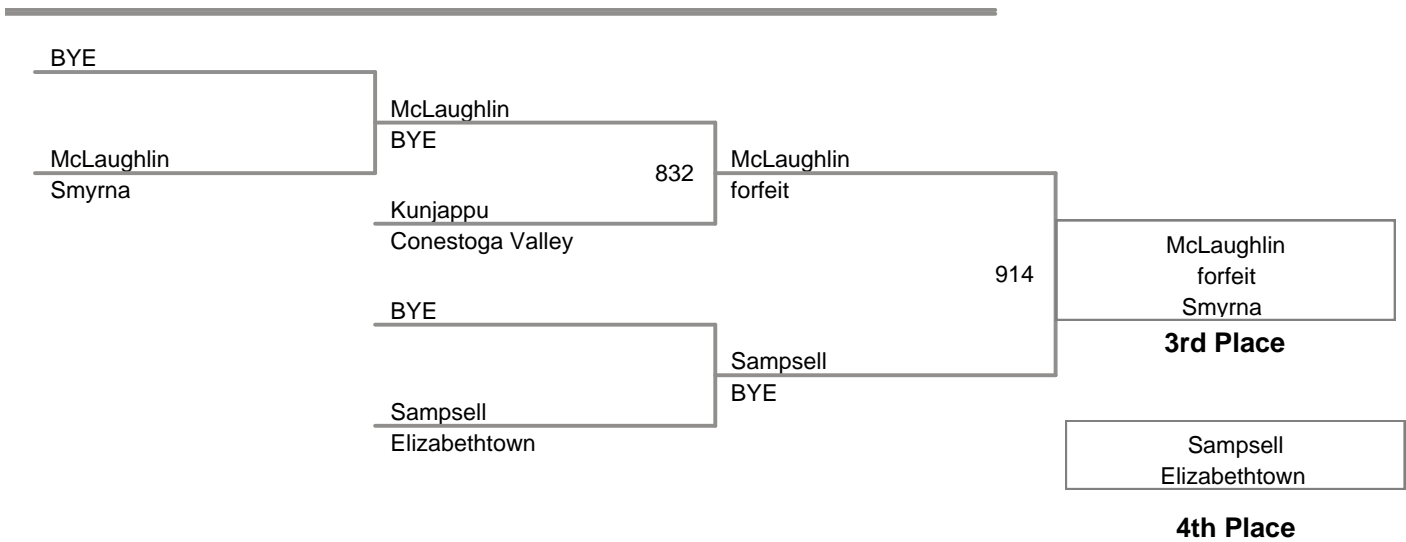 BYE
McLaughlin
Smyrna
McLaughlin
BYE
832
Kunjappu
Conestoga Valley
BYE
Sampsell
Elizabethtown
McLaughlin
forfeit
914
Sampsell
BYE
McLaughlin
forfeit
Smyrna
3rd Place
Sampsell
Elizabethtown
4th Place